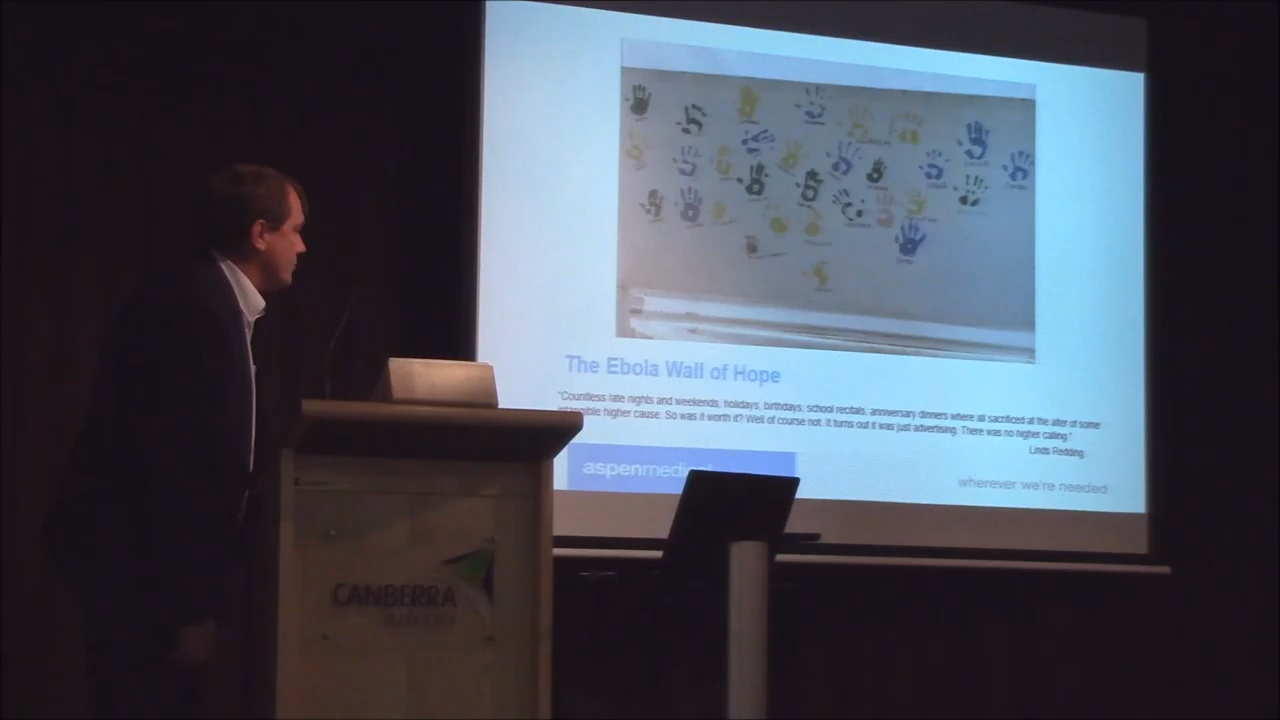 The Ebola Wall of Hope
"Countless late nights and weekends, holidays, birthdays, school recitals, anniversary dinners where all sacrificed at the alter of some
intangible higher cause. So was it worth it? Well of course not. It turns out it was just advertising. There was no higher calling."
Linds Redding
aspenmedical
wherever we're needed
CANBERRA
AIRPORT